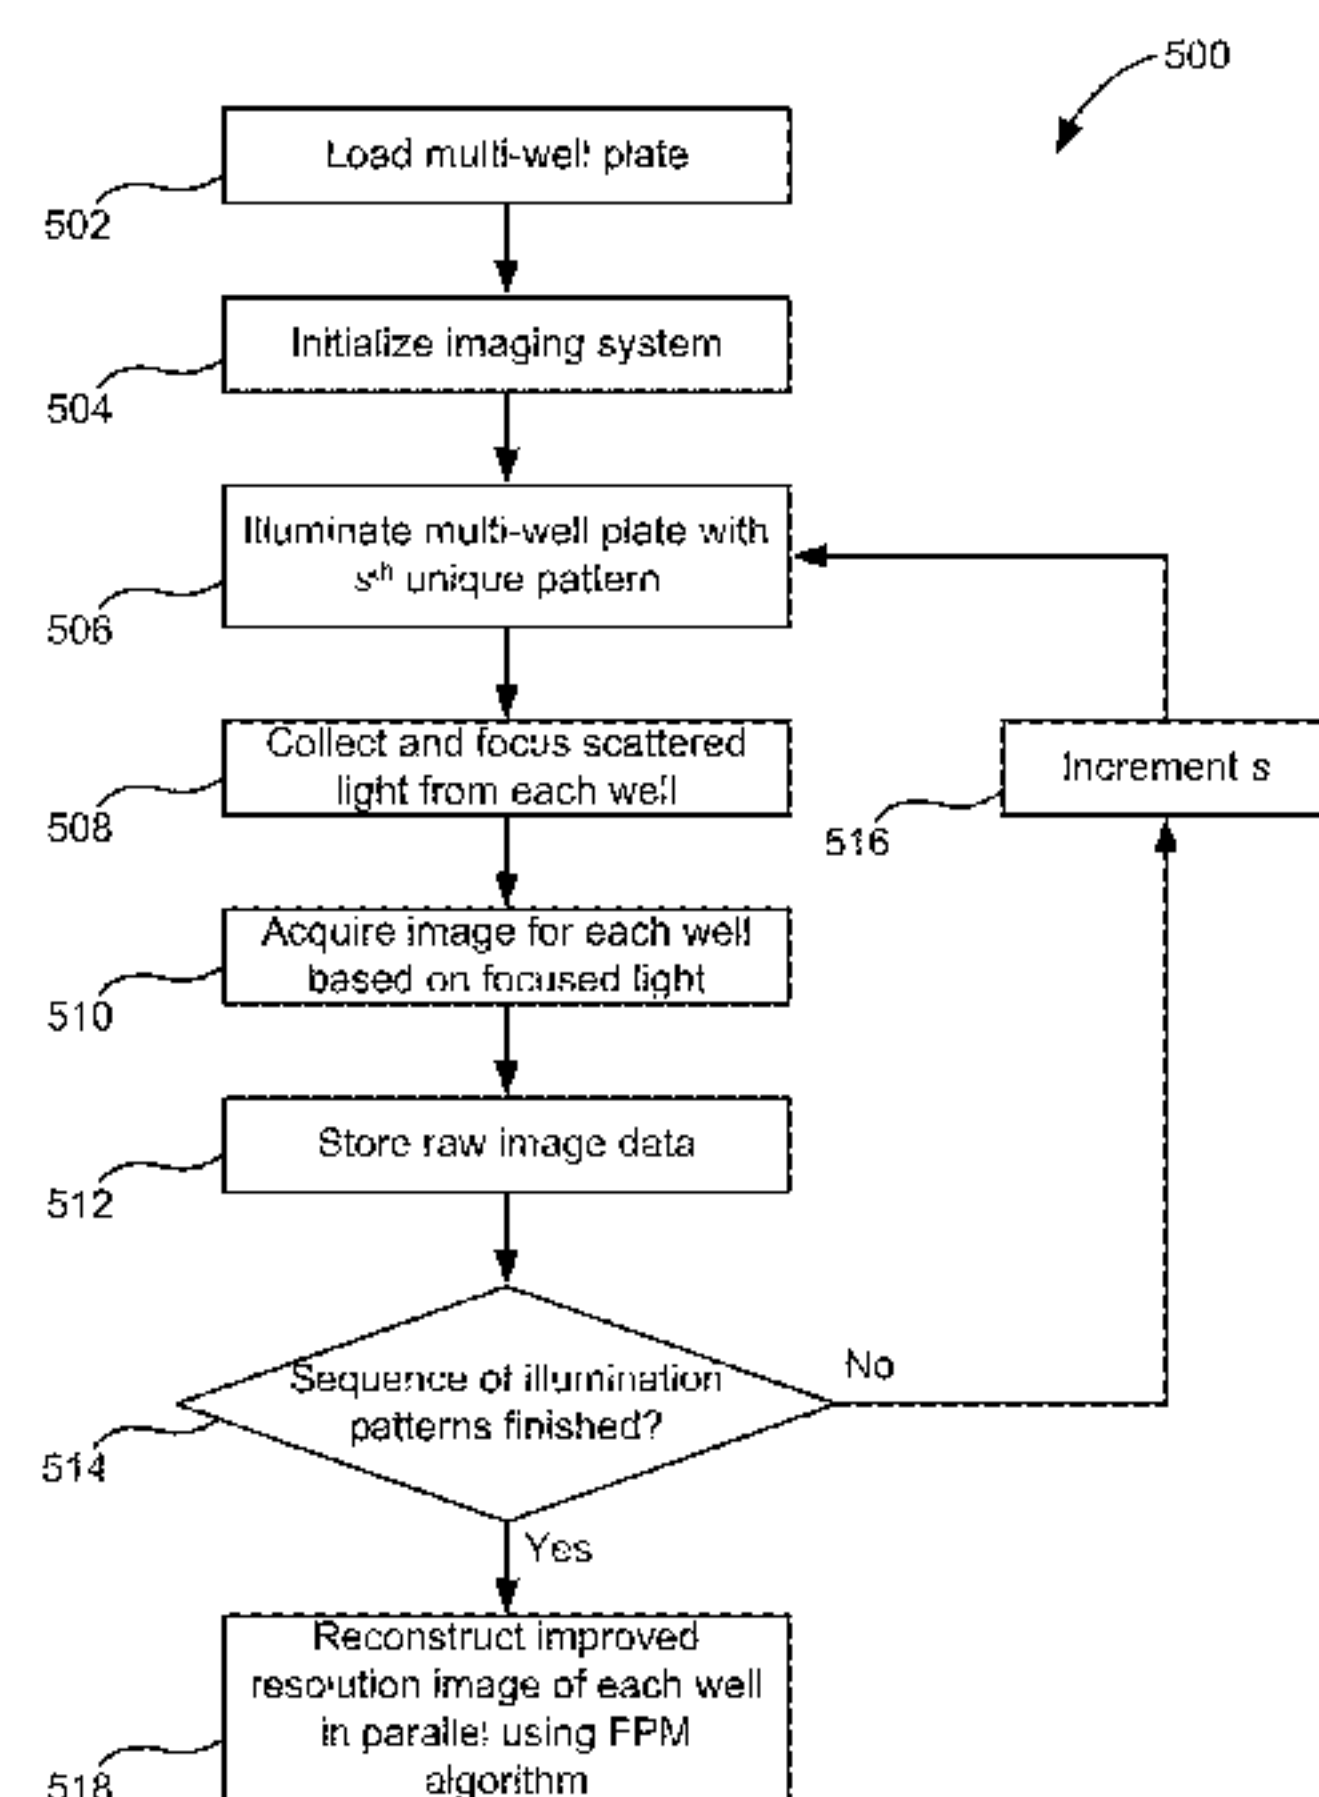 500
Load multi-well plate
502
Initialize imaging system
504
Illuminate multi-well plate with
sth unique pattern
506
Collect and focus scattered
light from each well
508
Increment s
516
Acquire image for each well
based on focused light
510
Store raw image data
512
Sequence of illumination
patterns finished?
No
514
Yes
Reconstruct improved
resolution image of each well
in parallel using FPM
algorithm
518